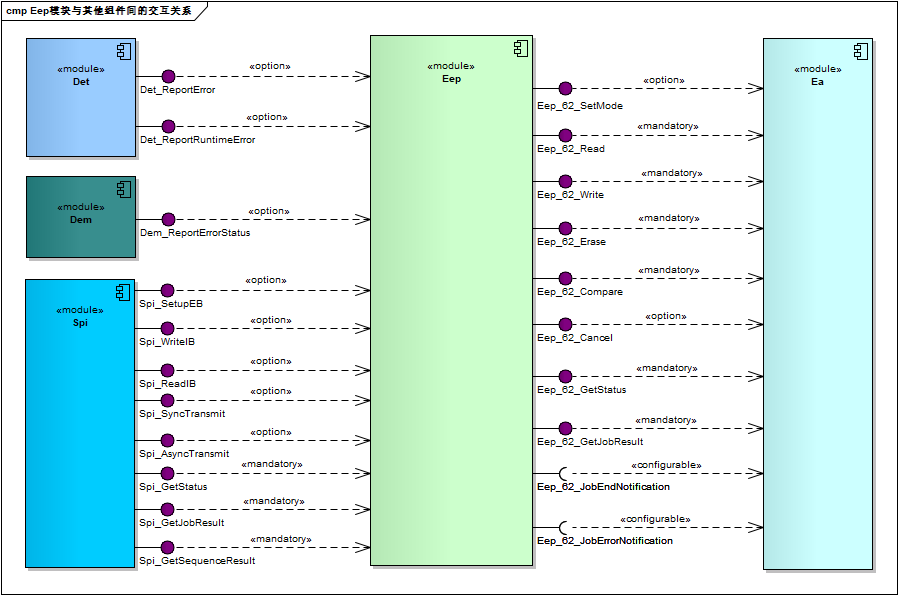 cmp Eep模块与其他组件间的交互关系
«module»
Det
«option»
Det_ReportError
«option»
Det_ReportRuntimeError
«module»
Dem
«option»
Dem_ReportErrorStatus
«module»
Spi
«option»
Spi_SetupEB
«option»
Spi_WriteIB
«option»
Spi_ReadIB
«option»
Spi_SyncTransmit
«option»
Spi_AsyncTransmit
«mandatory»
Spi_GetStatus
«mandatory»
Spi_GetJobResult
«mandatory»
Spi_GetSequenceResult
«module»
Eep
«option»
Eep_62_SetMode
«mandatory»
Eep_62_Read
«mandatory»
Eep_62_Write
«mandatory»
Eep_62_Erase
«mandatory»
Eep_62_Compare
«option»
Eep_62_Cancel
«mandatory»
Eep_62_GetStatus
«mandatory»
Eep_62_GetJobResult
«configurable»
Eep_62_JobEndNotification
«configurable»
Eep_62_JobErrorNotification
«module»
Ea